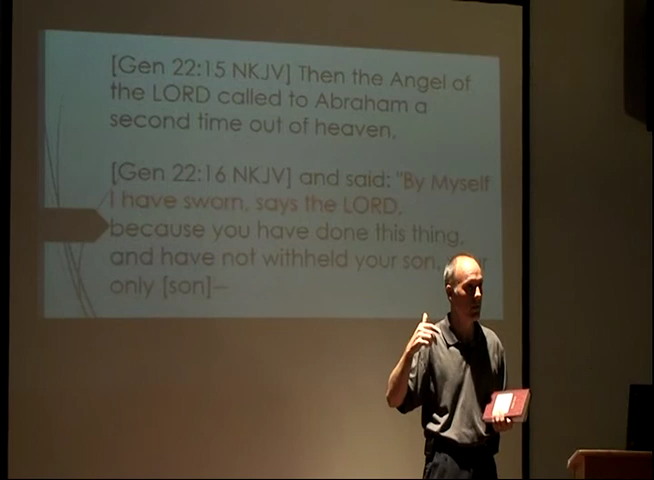 [Gen 22:15 NKJV] Then the Angel of
the LORD called to Abraham a
second time out of heaven,
[Gen 22:16 NKJV] and said: "By Myself
I have sworn, says the LORD,
because you have done this thing,
and have not withheld your son,
only [son]--